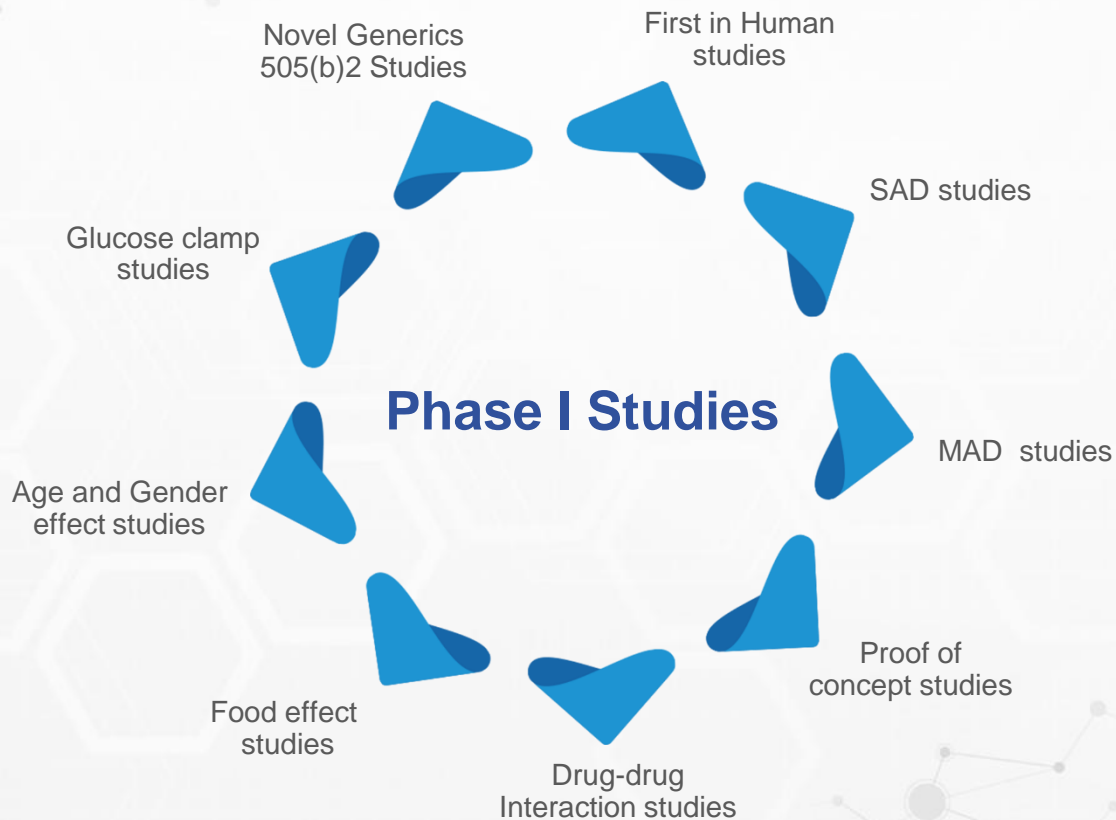 Novel Generics
505(b)2 Studies
First in Human
studies
SAD studies
Glucose clamp
studies
Phase I Studies
MAD  studies
Age and Gender
effect studies
Proof of
concept studies
Food effect
studies
Drug-drug
Interaction studies